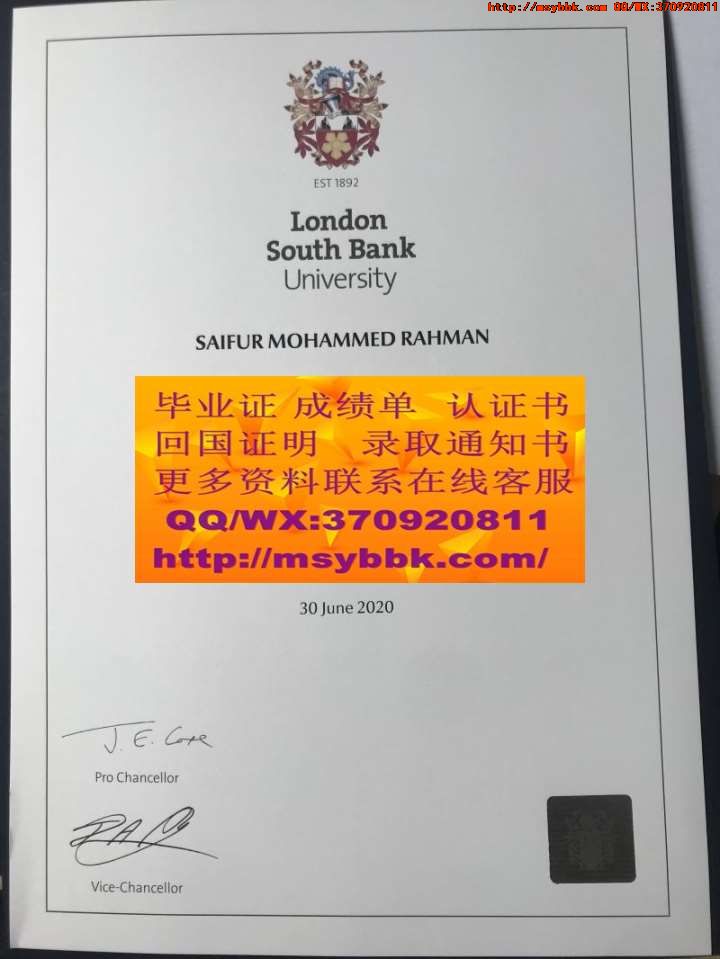 http://msybbk.com QQ/WX:370920811
EST 1892
London
South Bank
University
SAIFUR MOHAMMED RAHMAN
毕业证 成绩单 认证书
回国证明 录取通知书
更多资料联系在线客服
QQ/WX:370920811
http://msybbk.com/
30 June 2020
J. E. Cope
Pro Chancellor
Vice-Chancellor